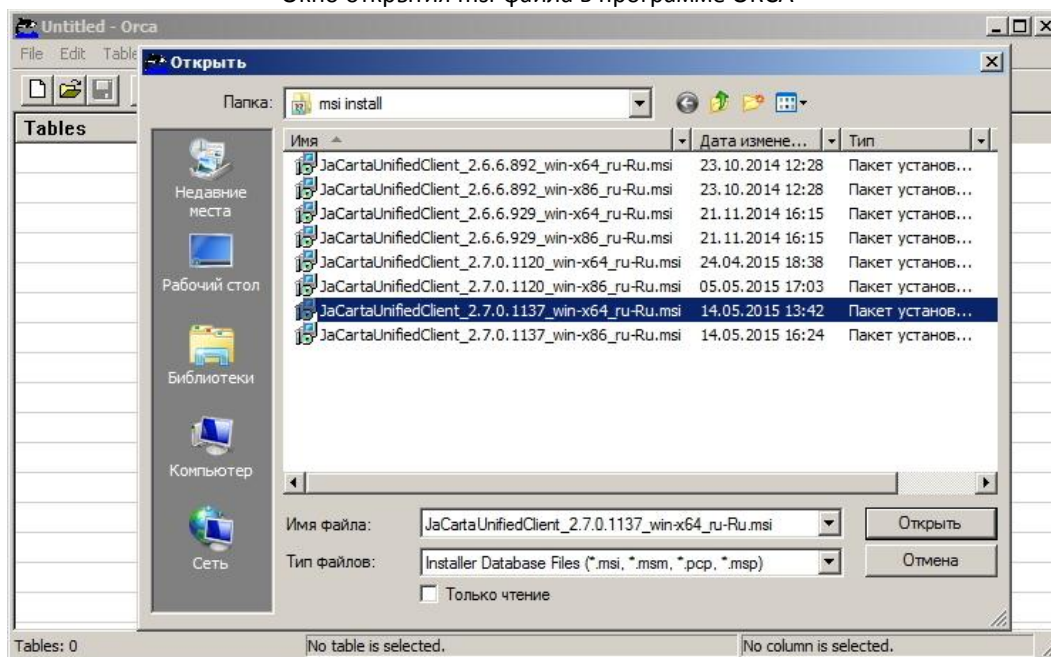 Окно открытия msi-файла в программе ORCA
Untitled - Orca
File Edit Table
Открыть
Папка: msi install
Tables
Имя Дата измене... Тип
JaCartaUnifiedClient_2.6.6.892_win-x64_ru-Ru.msi 23.10.2014 12:28 Пакет установ...
JaCartaUnifiedClient_2.6.6.892_win-x86_ru-Ru.msi 23.10.2014 12:28 Пакет установ...
JaCartaUnifiedClient_2.6.6.929_win-x64_ru-Ru.msi 21.11.2014 16:15 Пакет установ...
JaCartaUnifiedClient_2.6.6.929_win-x86_ru-Ru.msi 21.11.2014 16:15 Пакет установ...
JaCartaUnifiedClient_2.7.0.1120_win-x64_ru-Ru.msi 24.04.2015 18:38 Пакет установ...
JaCartaUnifiedClient_2.7.0.1120_win-x86_ru-Ru.msi 05.05.2015 17:03 Пакет установ...
JaCartaUnifiedClient_2.7.0.1137_win-x64_ru-Ru.msi 14.05.2015 13:42 Пакет установ...
JaCartaUnifiedClient_2.7.0.1137_win-x86_ru-Ru.msi 14.05.2015 16:24 Пакет установ...
Недавние
места
Рабочий стол
Библиотеки
Компьютер
Сеть
Имя файла: JaCartaUnifiedClient_2.7.0.1137_win-x64_ru-Ru.msi Открыть
Тип файлов: Installer Database Files (*.msi, *.msm, *.pcp, *.msp) Отмена
Только чтение
Tables: 0 No table is selected. No column is selected.